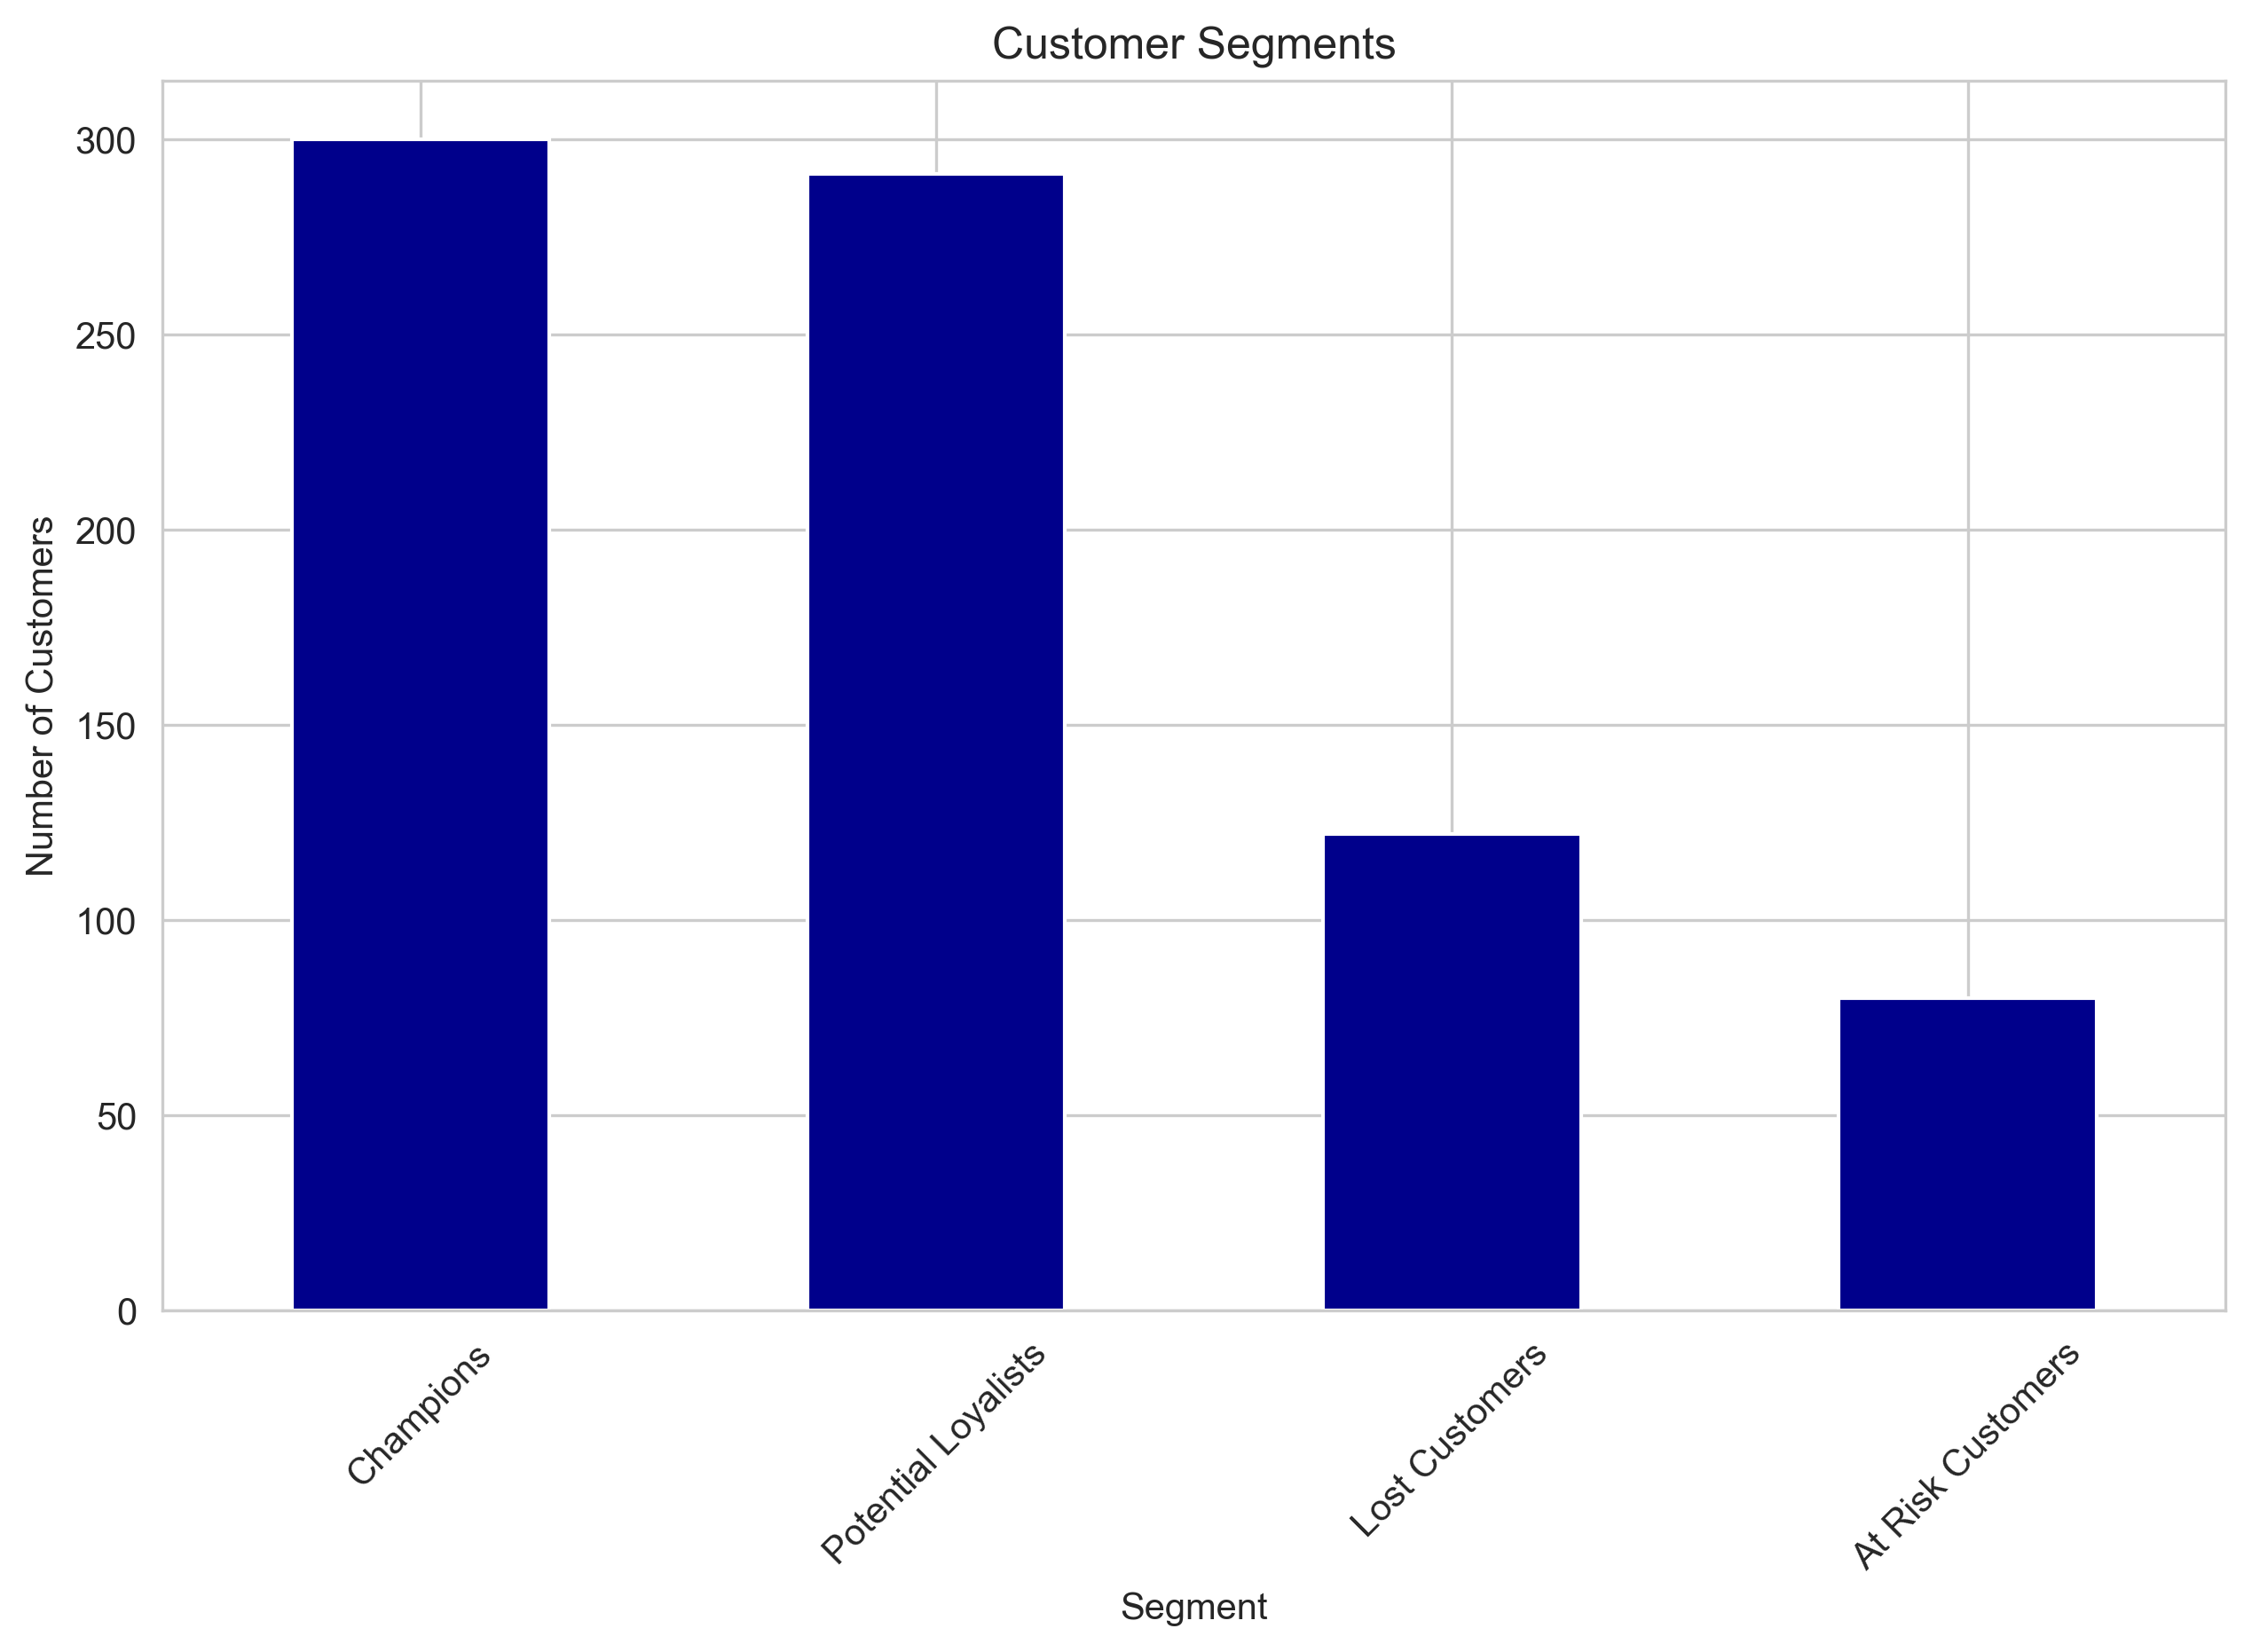 Customer Segments
300
250
200
150
100
50
0
Number of Customers
Champions
Potential Loyalists
Lost Customers
At Risk Customers
Segment